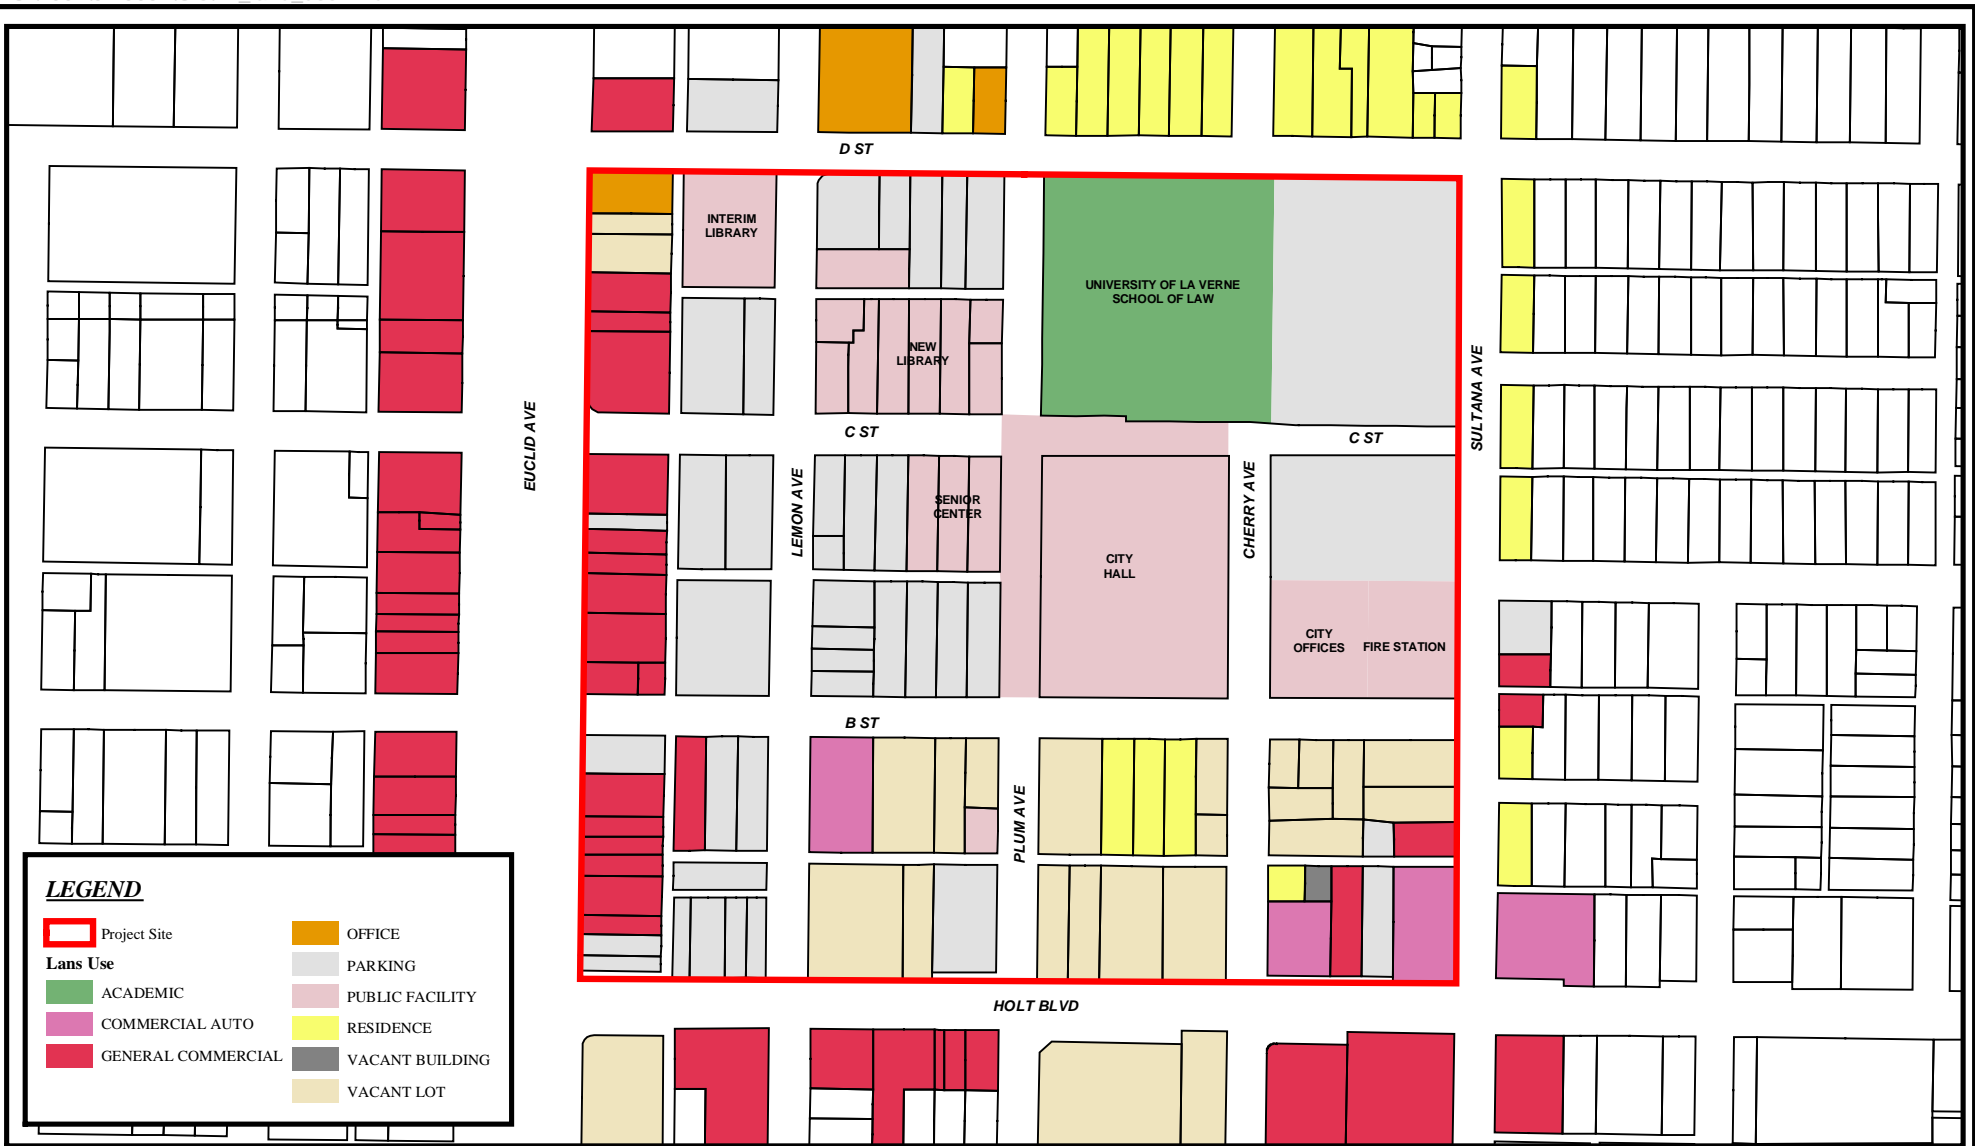 D ST
INTERIM
LIBRARY
UNIVERSITY OF LA VERNE
SCHOOL OF LAW
NEW
LIBRARY
EUCLID AVE
C ST
C ST
SULTANA AVE
LEMON AVE
SENIOR
CENTER
CHERRY AVE
CITY
HALL
CITY
OFFICES
FIRE STATION
B ST
PLUM AVE
HOLT BLVD
LEGEND
Project Site
Lans Use
ACADEMIC
COMMERCIAL AUTO
GENERAL COMMERCIAL
OFFICE
PARKING
PUBLIC FACILITY
RESIDENCE
VACANT BUILDING
VACANT LOT